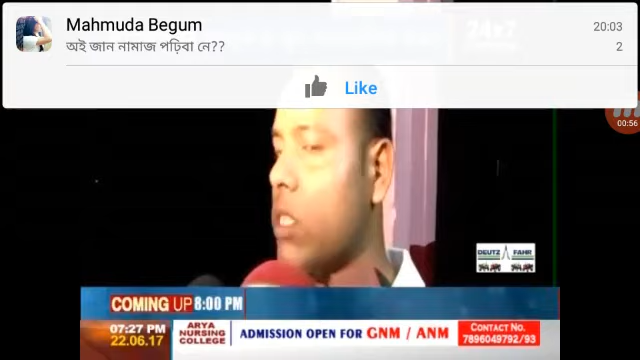 Mahmuda Begum
20:03
অই জান নামাজ পঢ়িবা নে??
2
Like
24x7
00:56
DEUTZ FAHR
COMING UP 8:00 PM
07:27 PM
22.06.17
ARYA NURSING COLLEGE
ADMISSION OPEN FOR GNM / ANM
CONTACT NO.
7896049792/93